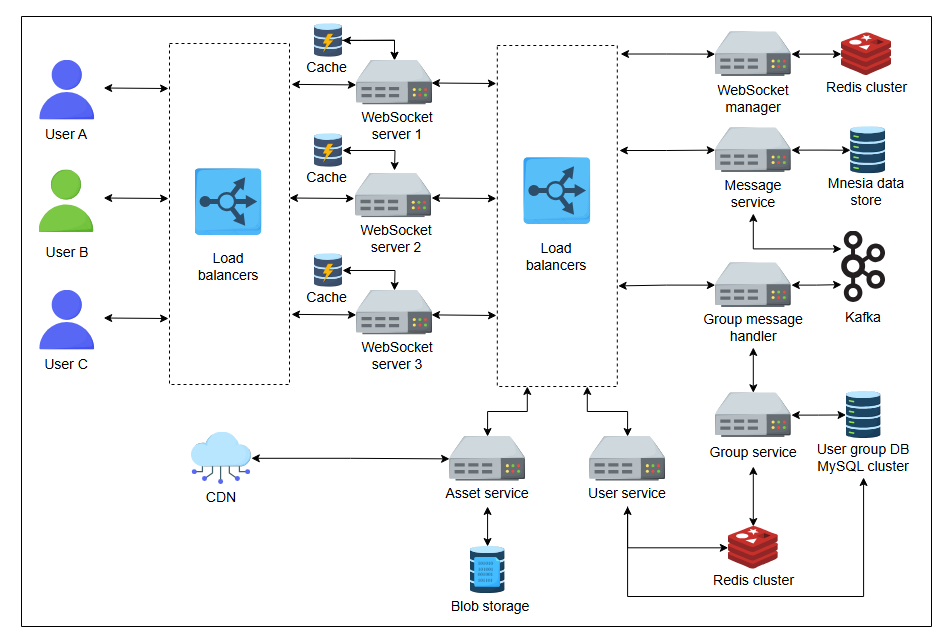 User A
User B
User C
Load
balancers
Cache
WebSocket
server 1
Cache
WebSocket
server 2
Cache
WebSocket
server 3
Load
balancers
WebSocket
manager
Redis cluster
Message
service
Mnesia data
store
Group message
handler
Kafka
Group service
User group DB
MySQL cluster
CDN
Asset service
User service
Blob storage
Redis cluster